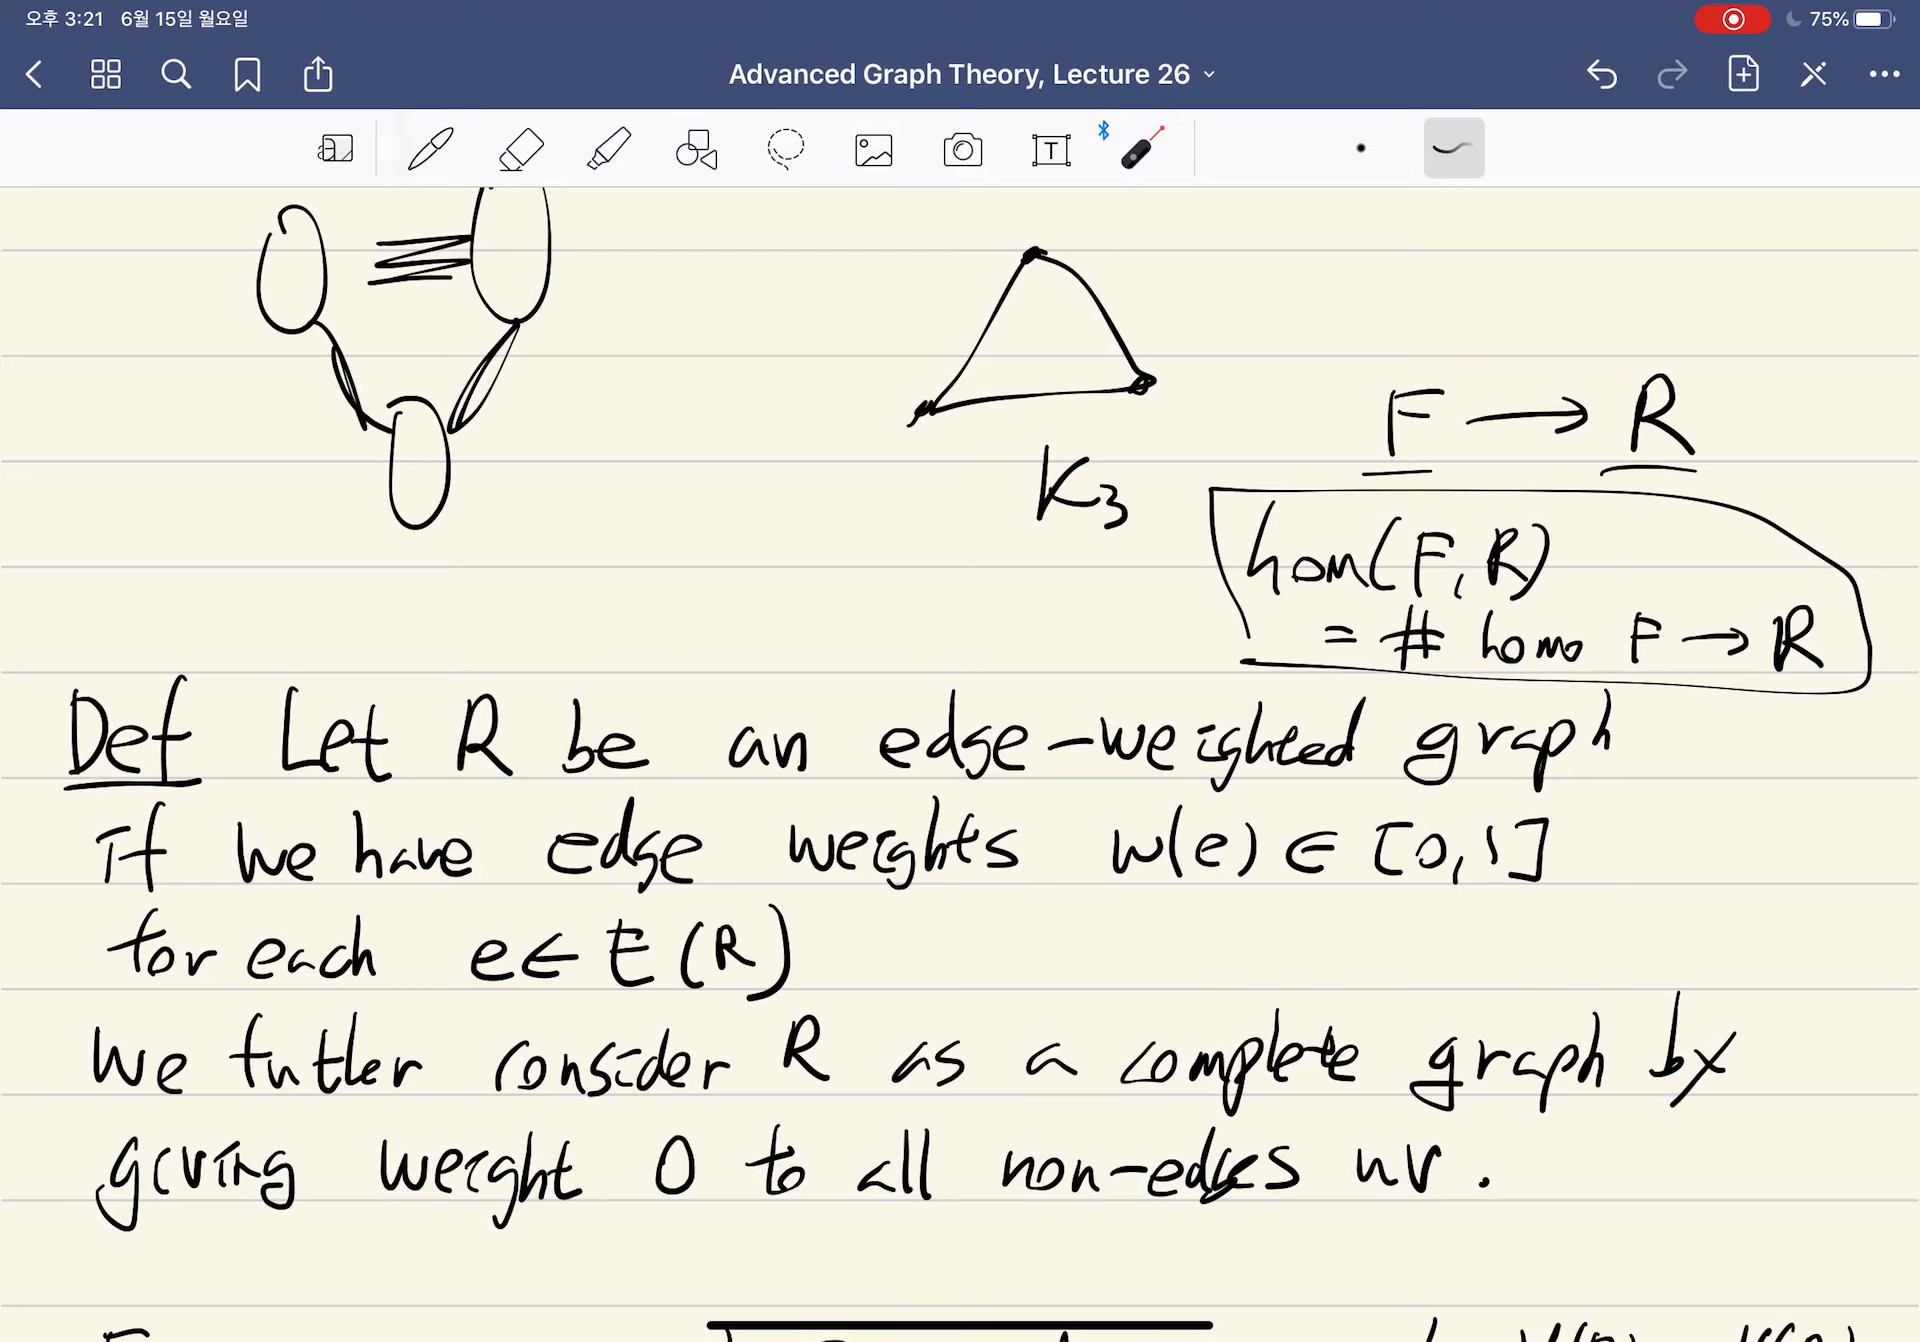 오후 3:21 6월 15일 월요일
75%
Advanced Graph Theory, Lecture 26
a
T
K3
F → R
hom(F, R)
= # homo F → R
Def Let R be an edge-weighted graph
if we have edge weights w(e) ∈ [0,1]
for each e ∈ E(R)
We futler consider R as a complete graph by
giving weight 0 to all non-edges uv.